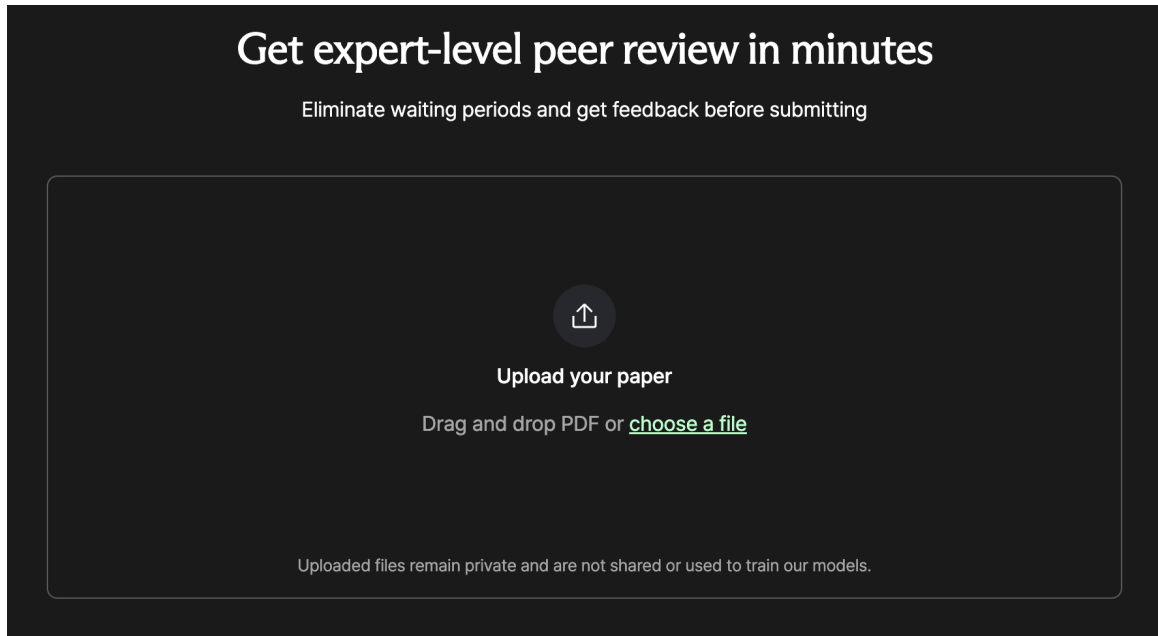 Get expert-level peer review in minutes
Eliminate waiting periods and get feedback before submitting
Upload your paper
Drag and drop PDF or choose a file
Uploaded files remain private and are not shared or used to train our models.